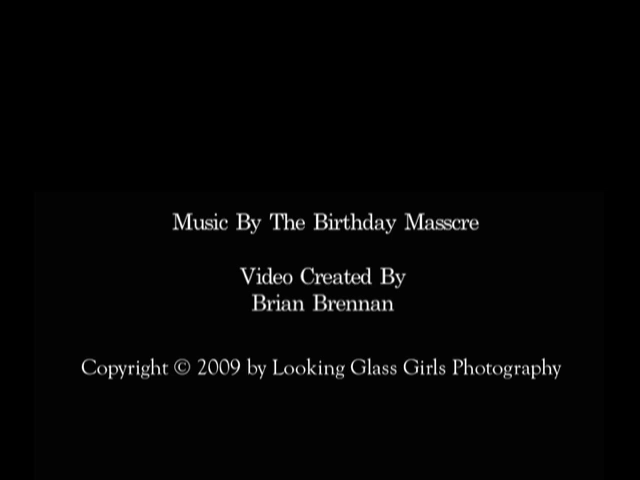 Music By The Birthday Masscre
Video Created By
Brian Brennan
Copyright © 2009 by Looking Glass Girls Photography